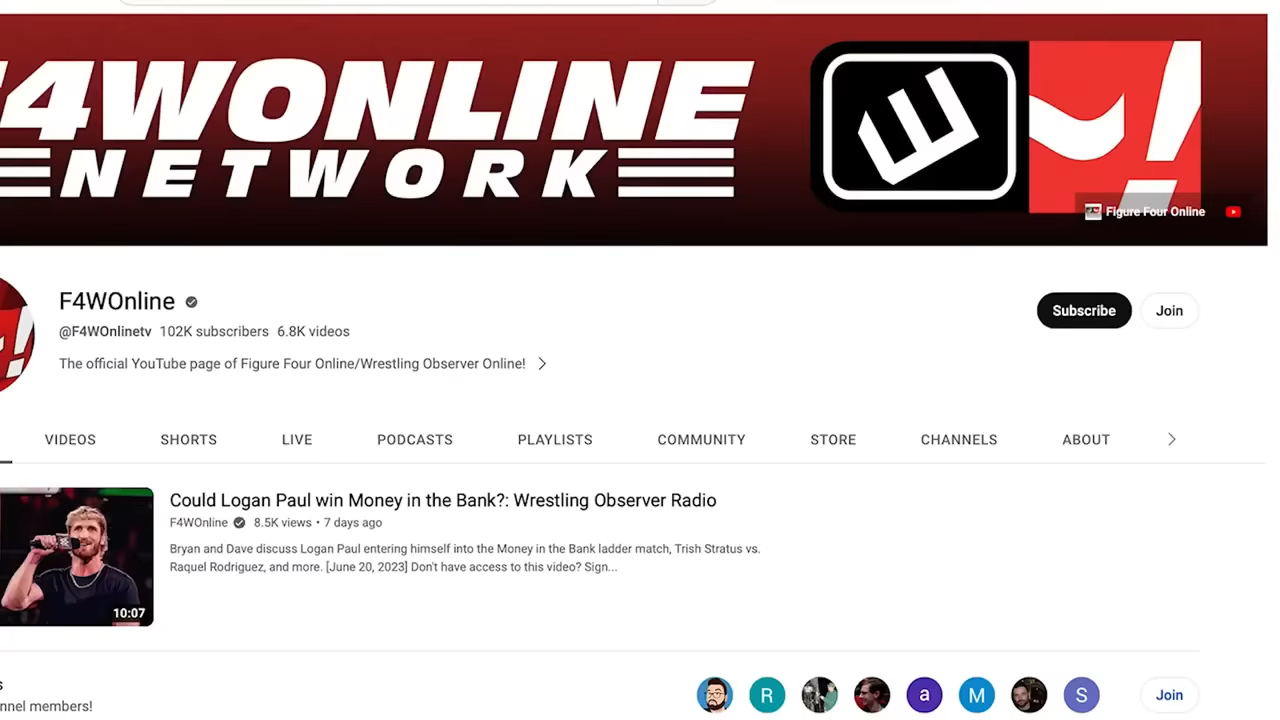 F4WONLINE
NETWORK
Figure Four Online
F4WOnline
@F4WOnlinetv 102K subscribers 6.8K videos
The official YouTube page of Figure Four Online/Wrestling Observer Online!
Subscribe
Join
VIDEOS SHORTS LIVE PODCASTS PLAYLISTS COMMUNITY STORE CHANNELS ABOUT
10:07
Could Logan Paul win Money in the Bank?: Wrestling Observer Radio
F4WOnline 8.5K views • 7 days ago
Bryan and Dave discuss Logan Paul entering himself into the Money in the Bank ladder match, Trish Stratus vs.
Raquel Rodriguez, and more. [June 20, 2023] Don't have access to this video? Sign...
s
nnel members!
R a M S
Join